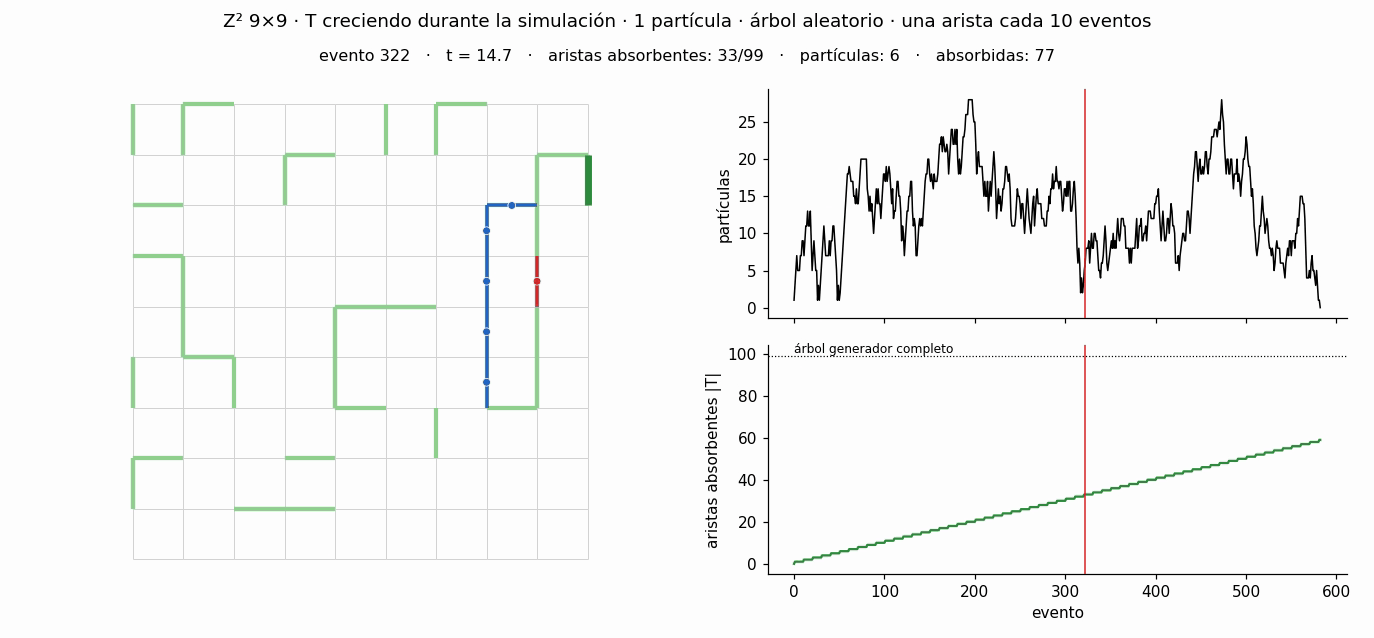 Z² 9×9 · T creciendo durante la simulación · 1 partícula · árbol aleatorio · una arista cada 10 eventos
evento 322 · t = 14.7 · aristas absorbentes: 33/99 · partículas: 6 · absorbidas: 77
partículas
25
20
15
10
5
0
aristas absorbentes |T|
árbol generador completo
100
80
60
40
20
0
0 100 200 300 400 500 600
evento